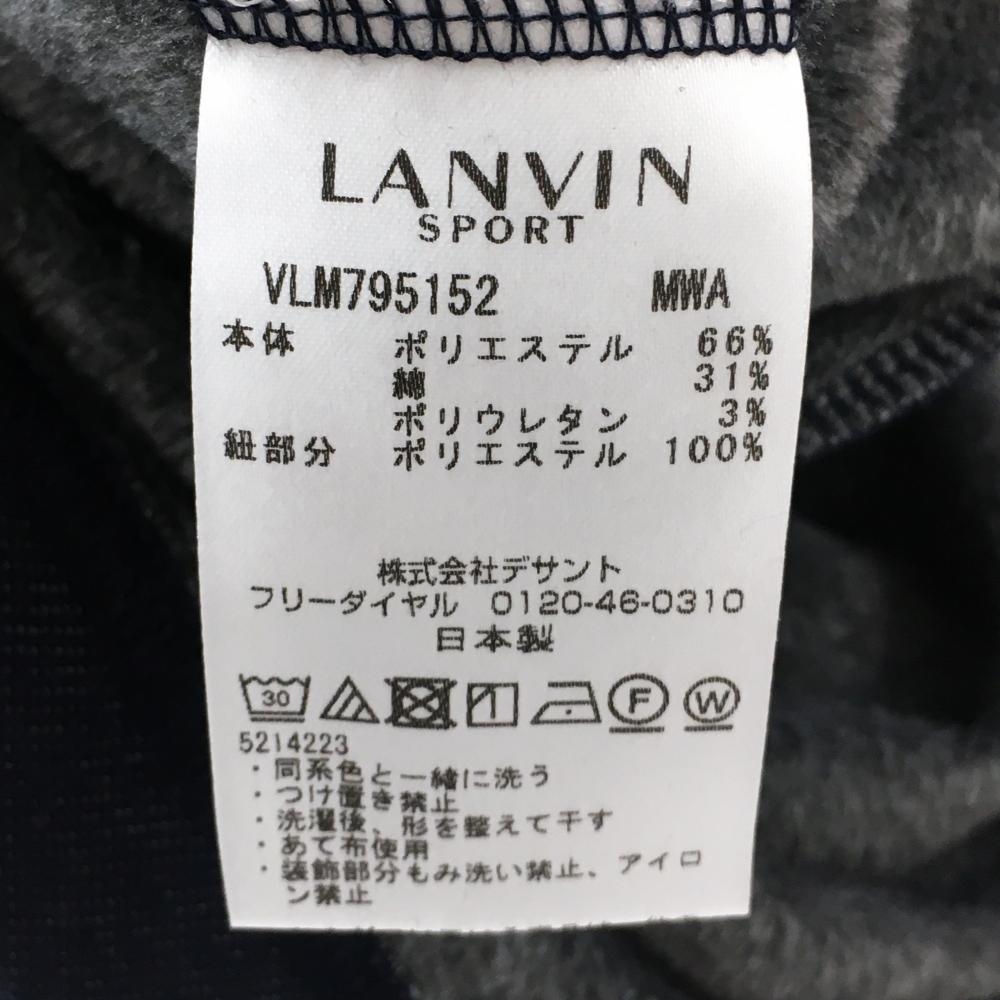 LANVIN
SPORT
VLM795152 MWA
本体 ポリエステル 66%
綿 31%
ポリウレタン 3%
紐部分 ポリエステル 100%
株式会社デサント
フリーダイヤル 0120-46-0310
日本製
30 F W
5214223
・同系色と一緒に洗う
・つけ置き禁止
・洗濯後、形を整えて干す
・あて布使用
・装飾部分もみ洗い禁止、アイロ
ン禁止